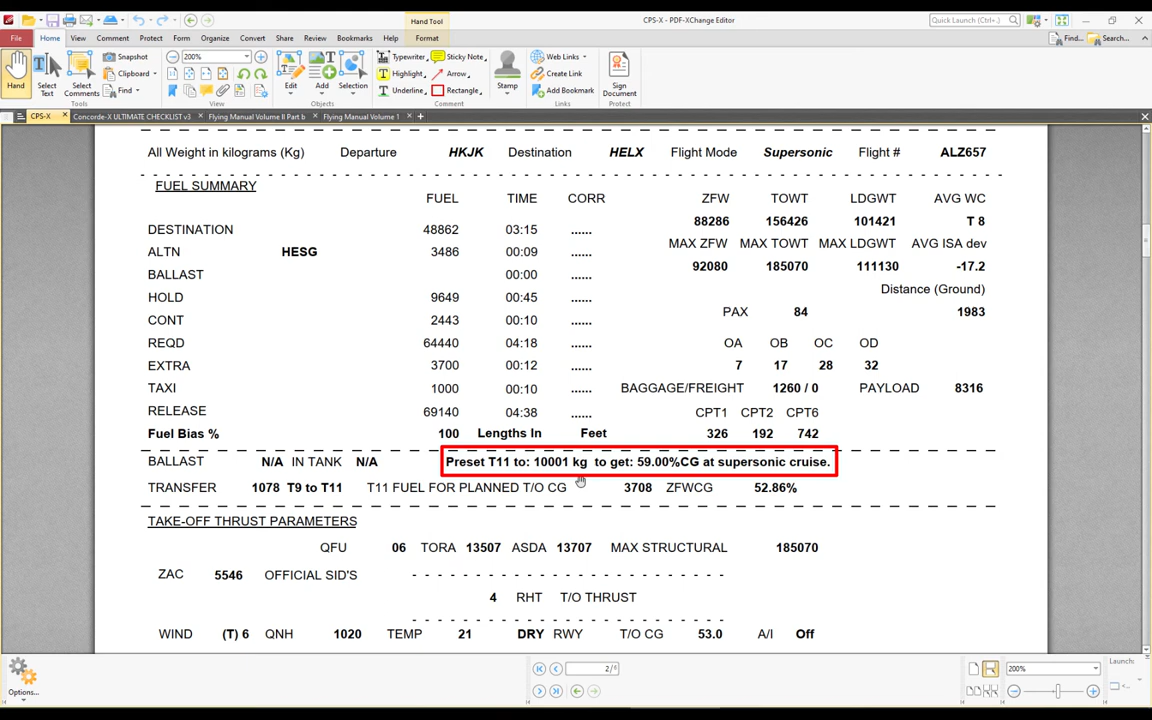 Hand Tool
CPS-X - PDF-XChange Editor
Quick Launch (Ctrl+.)
File Home View Comment Protect Form Organize Convert Share Review Bookmarks Help Format
Find... Search...
Hand
Select Text
Select Comments
Snapshot
Clipboard
Find
Tools
200%
View
Edit
Add
Selection
Objects
Typewriter
Highlight
Underline
Sticky Note
Arrow
Rectangle
Stamp
Comment
Web Links
Create Link
Add Bookmark
Links
Sign Document
Protect
CPS-X Concorde-X ULTIMATE CHECKLIST v3 Flying Manual Volume II Part b Flying Manual Volume 1
All Weight in kilograms (Kg) Departure HKJK Destination HELX Flight Mode Supersonic Flight # ALZ657
FUEL SUMMARY
FUEL TIME CORR ZFW TOWT LDGWT AVG WC
88286 156426 101421 T 8
DESTINATION 48862 03:15 ......
MAX ZFW MAX TOWT MAX LDGWT AVG ISA dev
ALTN HESG 3486 00:09 ......
92080 185070 111130 -17.2
BALLAST 00:00 ......
Distance (Ground)
HOLD 9649 00:45 ......
PAX 84 1983
CONT 2443 00:10 ......
REQD 64440 04:18 ...... OA OB OC OD
EXTRA 3700 00:12 ...... 7 17 28 32
TAXI 1000 00:10 ...... BAGGAGE/FREIGHT 1260 / 0 PAYLOAD 8316
RELEASE 69140 04:38 ...... CPT1 CPT2 CPT6
Fuel Bias % 100 Lengths In Feet 326 192 742
BALLAST N/A IN TANK N/A Preset T11 to: 10001 kg to get: 59.00%CG at supersonic cruise.
TRANSFER 1078 T9 to T11 T11 FUEL FOR PLANNED T/O CG 3708 ZFWCG 52.86%
TAKE-OFF THRUST PARAMETERS
QFU 06 TORA 13507 ASDA 13707 MAX STRUCTURAL 185070
ZAC 5546 OFFICIAL SID'S
4 RHT T/O THRUST
WIND (T) 6 QNH 1020 TEMP 21 DRY RWY T/O CG 53.0 A/I Off
Options...
2/6
200%
Launch: